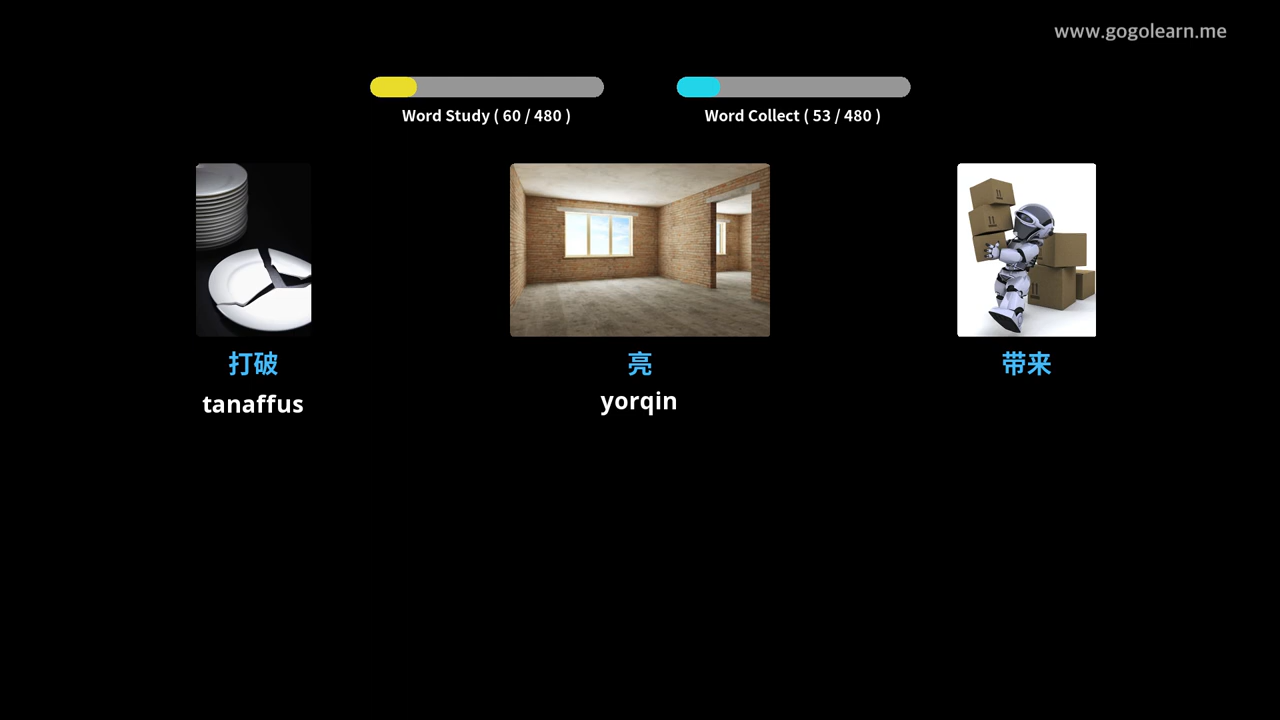 www.gogolearn.me
Word Study ( 60 / 480 )
Word Collect ( 53 / 480 )
打破
亮
带来
tanaffus
yorqin